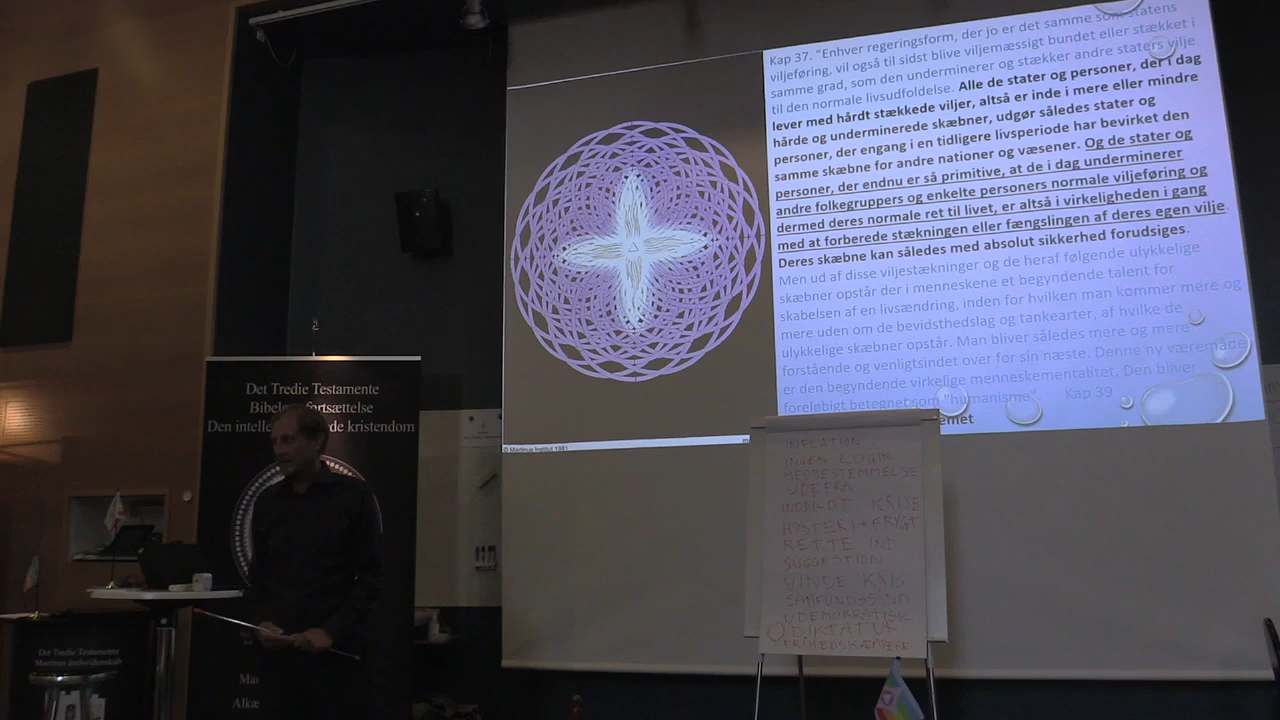 Kap 37. "Enhver regeringsform, der jo er det samme som statens
viljeføring, vil også til sidst blive viljemæssigt bundet eller stækket i
samme grad, som den underminerer og stækker andre staters vilje
til den normale livsudfoldelse. Alle de stater og personer, der i dag
lever med hårdt stækkede viljer, altså er inde i mere eller mindre
hårde og underminerede skæbner, udgør således stater og
personer, der engang i en tidligere livsperiode har bevirket den
samme skæbne for andre nationer og væsener. Og de stater og
personer, der endnu er så primitive, at de i dag underminerer
andre folkegruppers og enkelte personers normale viljeføring og
dermed deres normale ret til livet, er altså i virkeligheden i gang
med at forberede stækningen eller fængslingen af deres egen vilje.
Deres skæbne kan således med absolut sikkerhed forudsiges.
Men ud af disse viljestækninger og de heraf følgende ulykkelige
skæbner opstår der i menneskene et begyndende talent for
skabelsen af en livsændring, inden for hvilken man kommer mere og
mere uden om de bevidsthedslag og tankearter, af hvilke de
ulykkelige skæbner opstår. Man bliver således mere og mere
forstående og venligtsindet over for sin næste. Denne ny væremåde
er den begyndende virkelige menneskementalitet. Den bliver
foreløbigt betegnet som "humanisme". Kap 39
© Martinus Institut 1981
Det Tredie Testamente
fortsættelse
Den kristendom
INFLATION
INGEN LOGIK
MEDBESTEMMELSE
UDEFRA
INDBILDT KRISE
HYSTERI + FRYGT
RETTE IND
SUGGESTION
VINDE KRIG
SAMFUNDSSIND
UDEMOKRATISK
DIKTATUR
FRIHEDSKÆMPERE
Det Tredie Testamente
Martinus åndsvidenskab